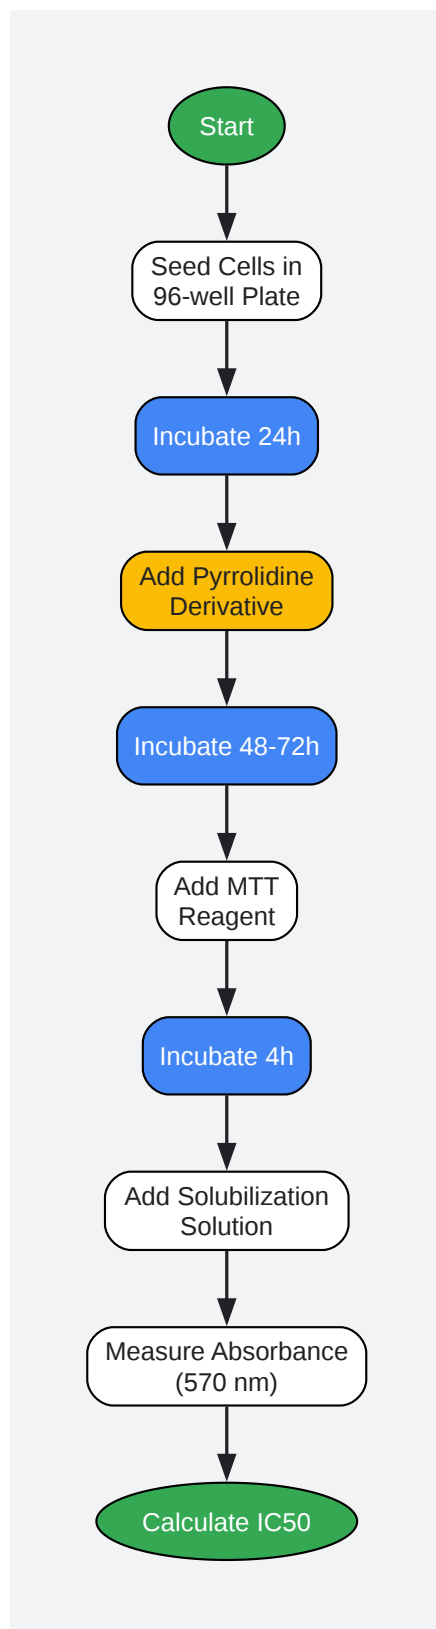 Start
Seed Cells in
96-well Plate
Incubate 24h
Add Pyrrolidine
Derivative
Incubate 48-72h
Add MTT
Reagent
Incubate 4h
Add Solubilization
Solution
Measure Absorbance
(570 nm)
Calculate IC50